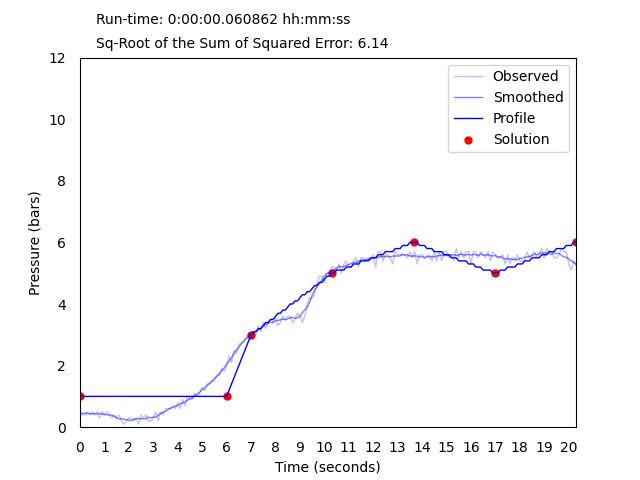 Run-time: 0:00:00.060862 hh:mm:ss
Sq-Root of the Sum of Squared Error: 6.14
12
10
8
6
4
2
0
Pressure (bars)
Observed
Smoothed
Profile
Solution
0 1 2 3 4 5 6 7 8 9 10 11 12 13 14 15 16 17 18 19 20
Time (seconds)